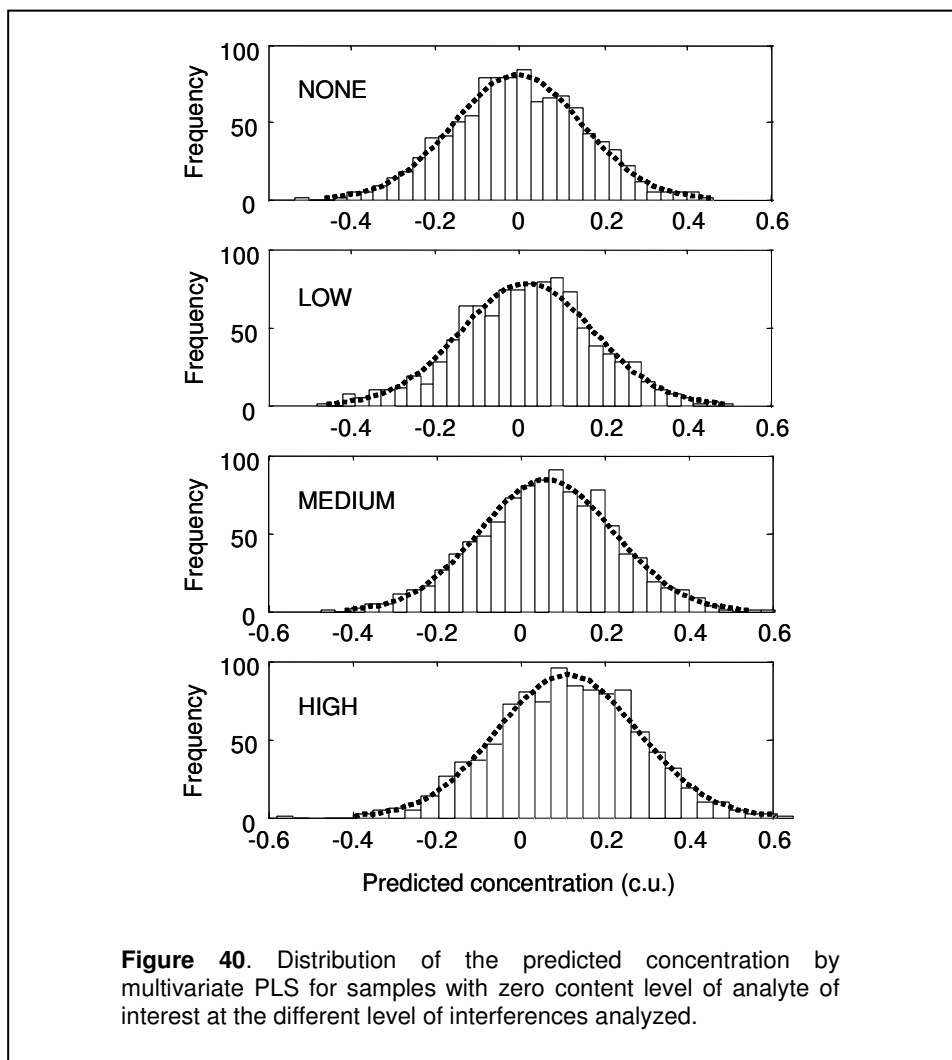 100
NONE
Frequency
50
0
-0.4 -0.2 0 0.2 0.4 0.6
100
LOW
Frequency
50
0
-0.4 -0.2 0 0.2 0.4 0.6
100
MEDIUM
Frequency
50
0
-0.6 -0.4 -0.2 0 0.2 0.4 0.6
100
HIGH
Frequency
50
0
-0.6 -0.4 -0.2 0 0.2 0.4 0.6
Predicted concentration (c.u.)
Figure 40. Distribution of the predicted concentration by
multivariate PLS for samples with zero content level of analyte of
interest at the different level of interferences analyzed.